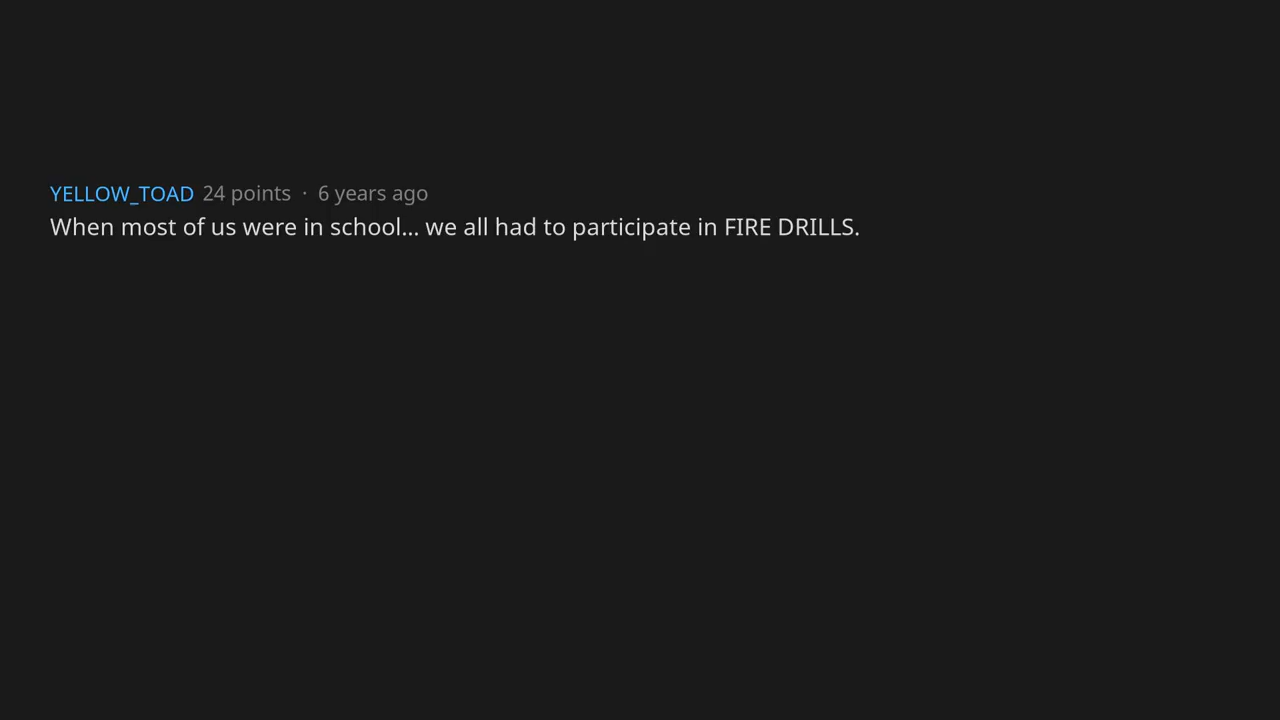 YELLOW_TOAD 24 points · 6 years ago
When most of us were in school... we all had to participate in FIRE DRILLS.